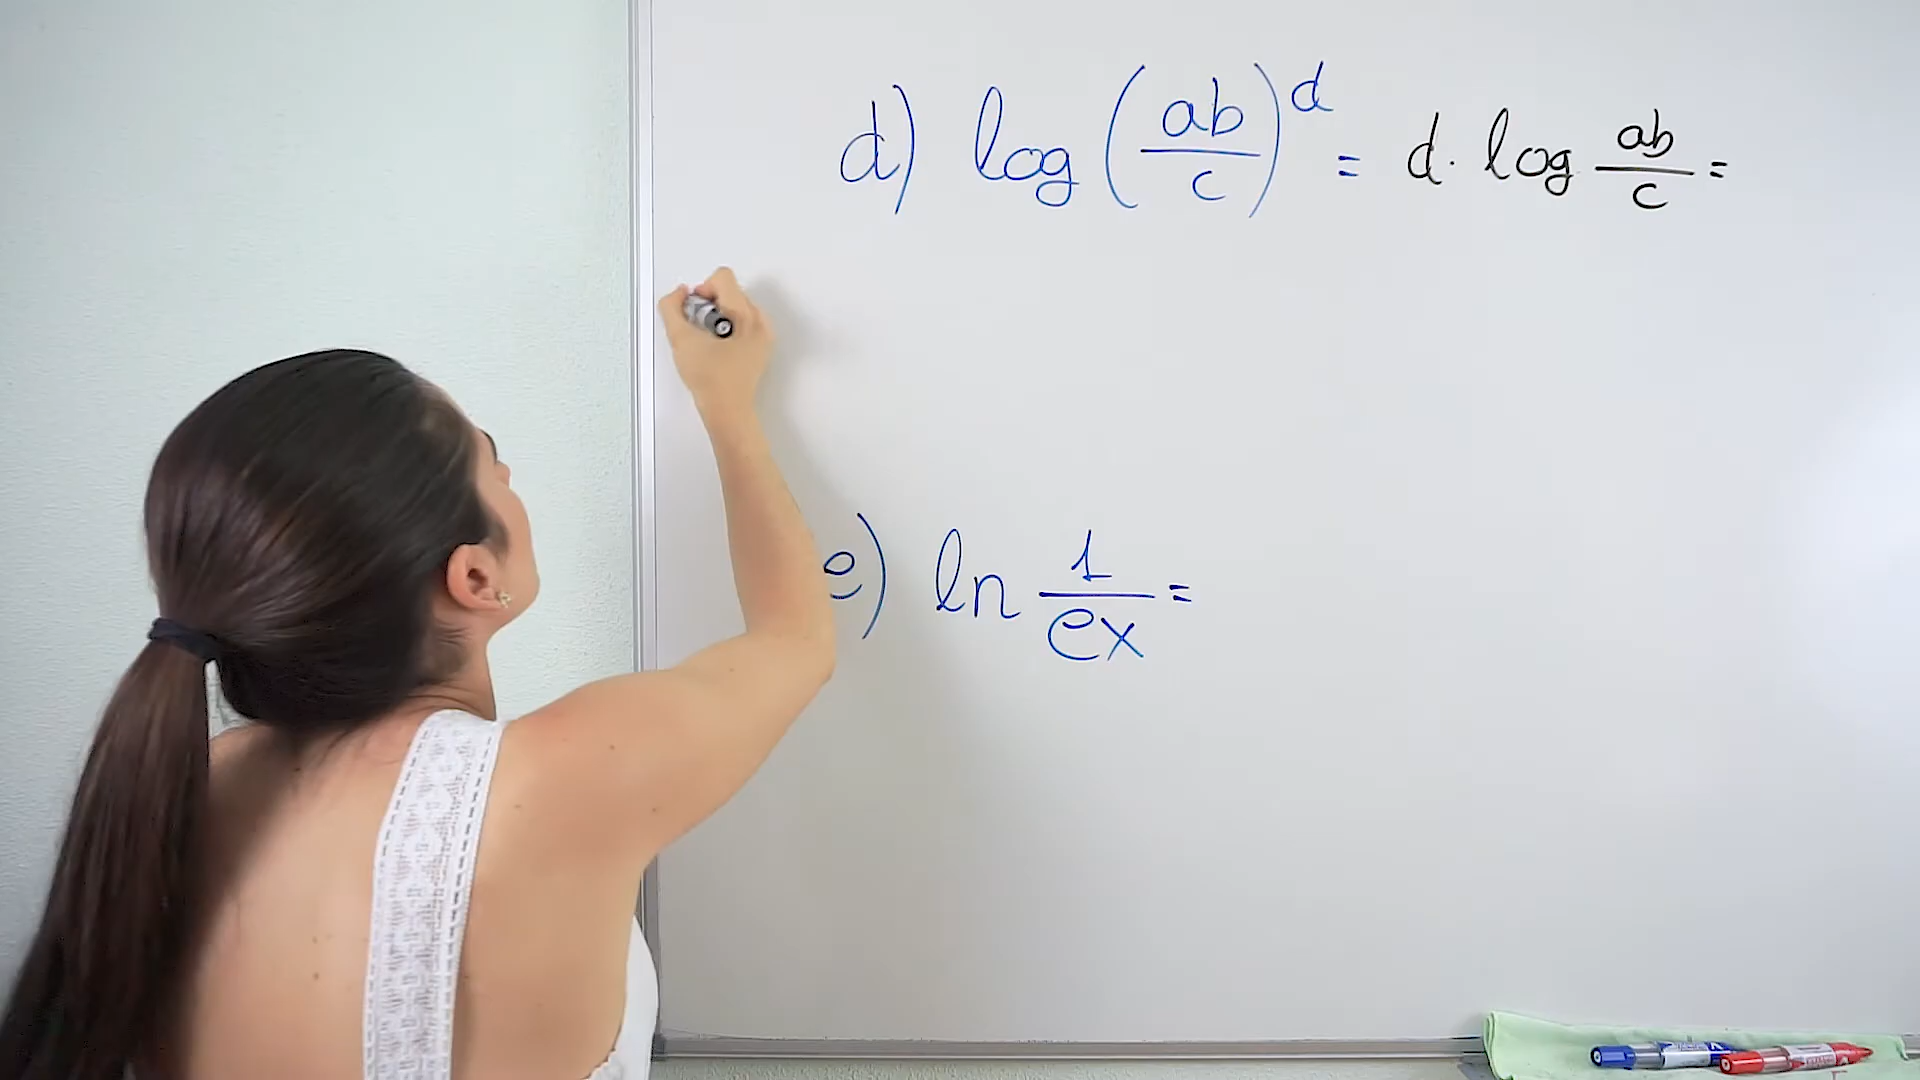 d) log (ab/c)^d = d · log ab/c =
e) ln 1/ex =